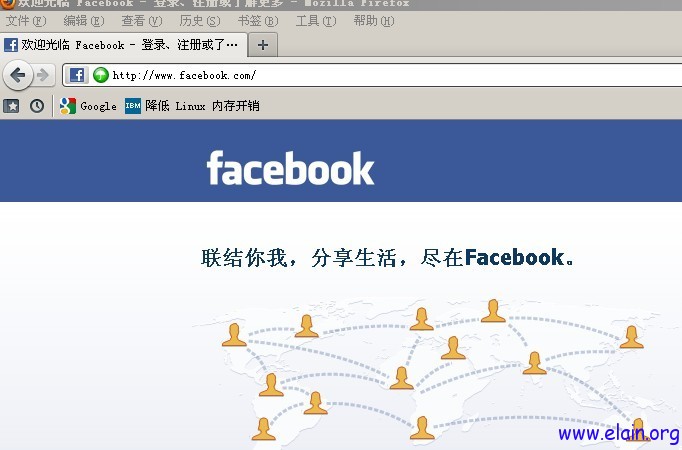 欢迎光临 Facebook - 登录、注册或了解更多 - Mozilla Firefox
文件(F) 编辑(E) 查看(V) 历史(S) 书签(B) 工具(T) 帮助(H)
欢迎光临 Facebook - 登录、注册或了...
http://www.facebook.com/
Google IBM 降低 Linux 内存开销
facebook
联结你我，分享生活，尽在Facebook。
www.elain.org